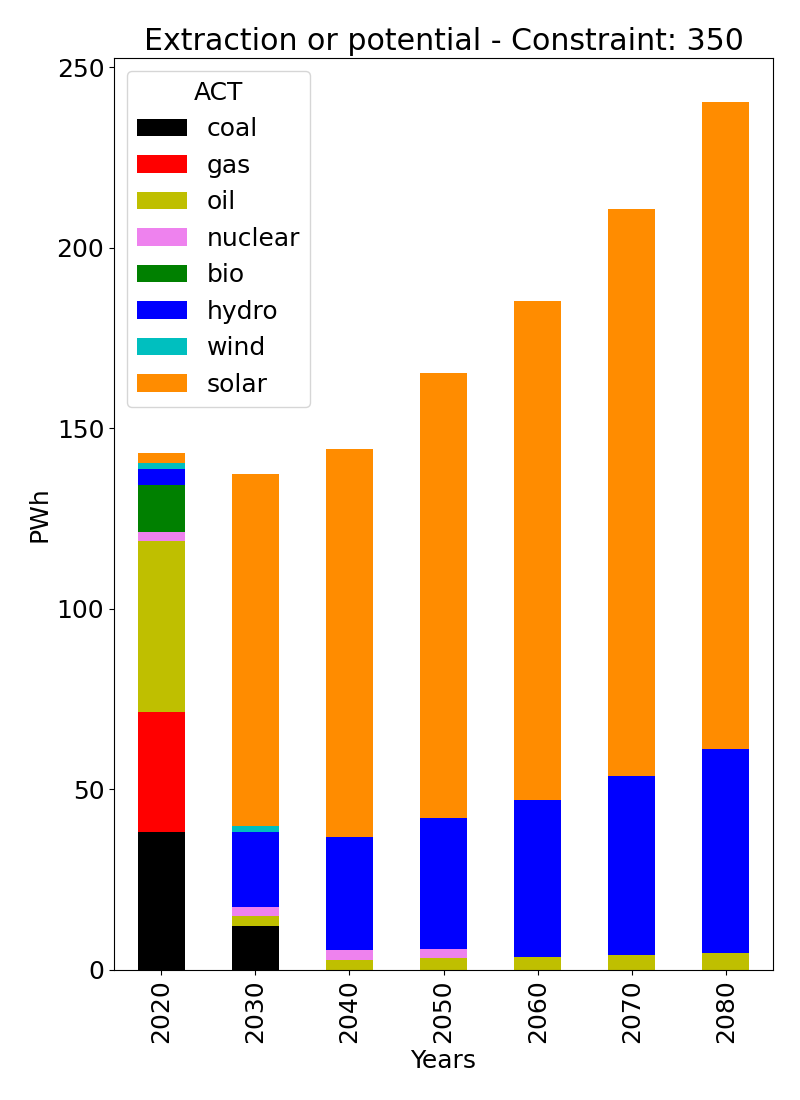 Extraction or potential - Constraint: 350
250
200
150
100
50
0
PWh
ACT
coal
gas
oil
nuclear
bio
hydro
wind
solar
2020
2030
2040
2050
2060
2070
2080
Years